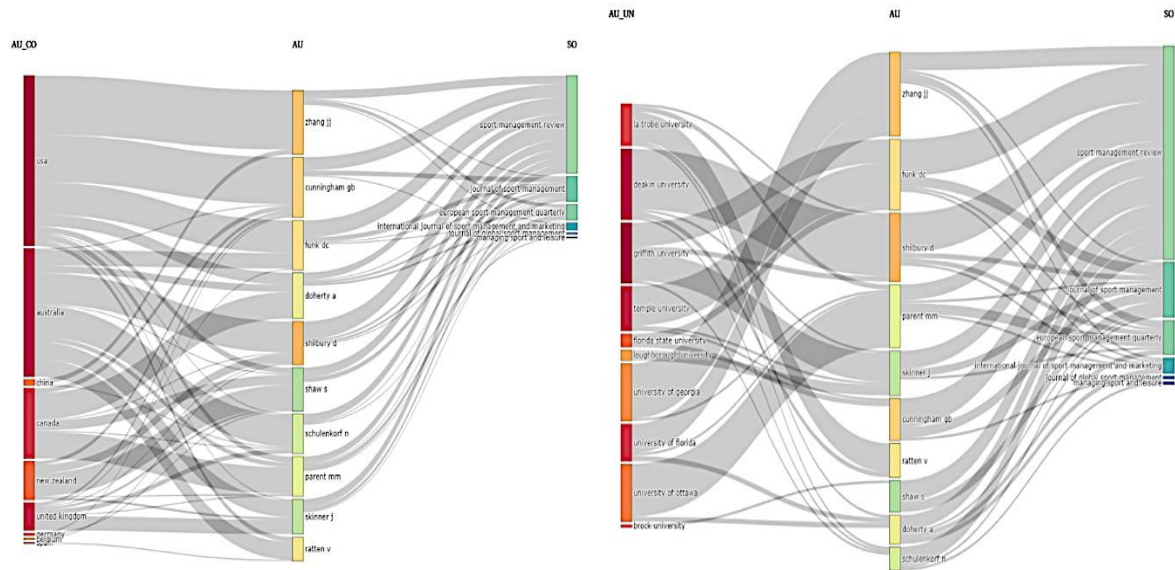 AU_CO
AU
SO
usa
australia
china
canada
new zealand
united kingdom
germany
belgium
spain
zhang jj
cunningham gb
funk dc
doherty a
shilbury d
shaw s
schulenkorf n
parent mm
skinner j
ratten v
sport management review
journal of sport management
european sport management quarterly
international journal of sport management and marketing
journal of global sport management
managing sport and leisure
AU_UN
AU
SO
la trobe university
deakin university
griffith university
temple university
florida state university
loughborough university
university of georgia
university of florida
university of ottawa
brock university
zhang jj
funk dc
shilbury d
parent mm
skinner j
cunningham gb
ratten v
shaw s
doherty a
schulenkorf n
sport management review
journal of sport management
european sport management quarterly
international journal of sport management and marketing
journal of global sport management
managing sport and leisure